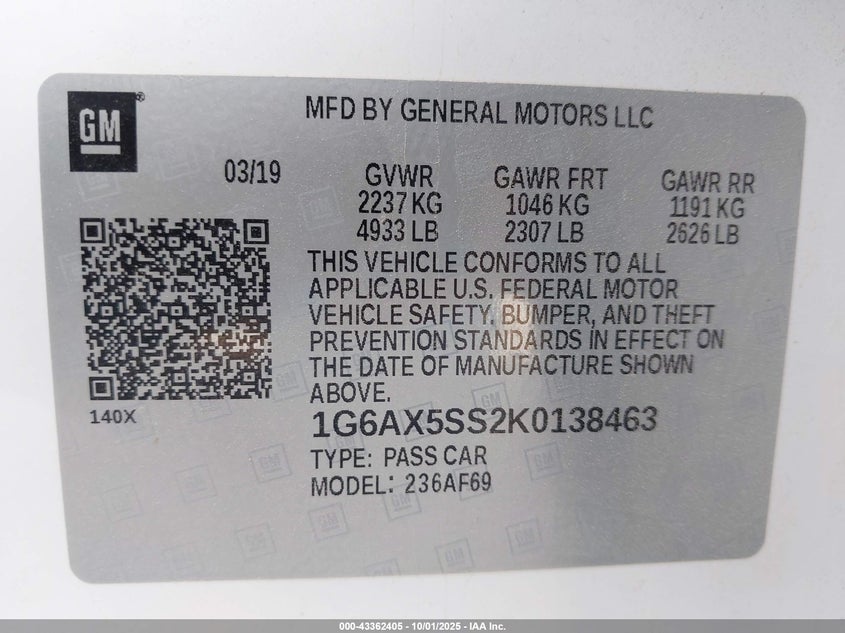 GM
MFD BY GENERAL MOTORS LLC
03/19 GVWR GAWR FRT GAWR RR
2237 KG 1046 KG 1191 KG
4933 LB 2307 LB 2626 LB
THIS VEHICLE CONFORMS TO ALL
APPLICABLE U.S. FEDERAL MOTOR
VEHICLE SAFETY, BUMPER, AND THEFT
PREVENTION STANDARDS IN EFFECT ON
THE DATE OF MANUFACTURE SHOWN
ABOVE.
140X
1G6AX5SS2K0138463
TYPE: PASS CAR
MODEL: 236AF69
000-43362405 - 10/01/2025 - IAA Inc.